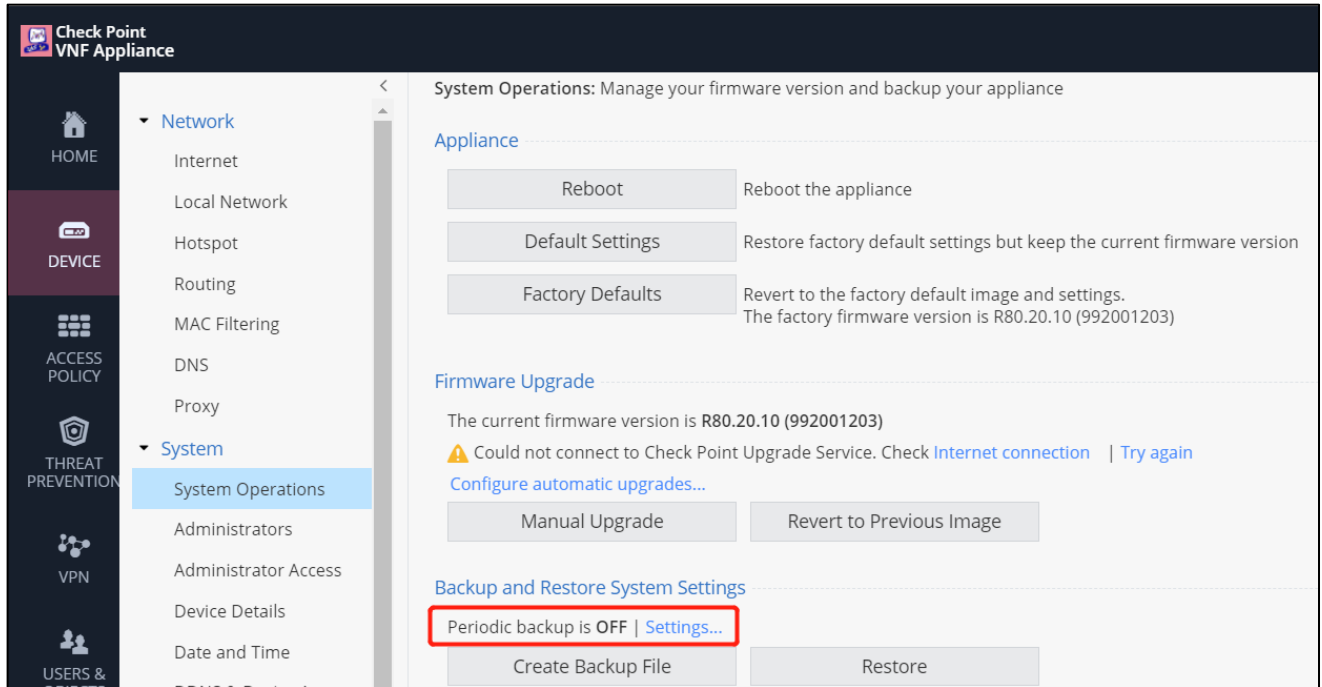 Check Point
VNF Appliance
HOME
DEVICE
ACCESS
POLICY
THREAT
PREVENTION
VPN
USERS &
Network
Internet
Local Network
Hotspot
Routing
MAC Filtering
DNS
Proxy
System
System Operations
Administrators
Administrator Access
Device Details
Date and Time
System Operations: Manage your firmware version and backup your appliance
Appliance
Reboot Reboot the appliance
Default Settings Restore factory default settings but keep the current firmware version
Factory Defaults Revert to the factory default image and settings.
The factory firmware version is R80.20.10 (992001203)
Firmware Upgrade
The current firmware version is R80.20.10 (992001203)
Could not connect to Check Point Upgrade Service. Check Internet connection | Try again
Configure automatic upgrades...
Manual Upgrade Revert to Previous Image
Backup and Restore System Settings
Periodic backup is OFF | Settings...
Create Backup File Restore